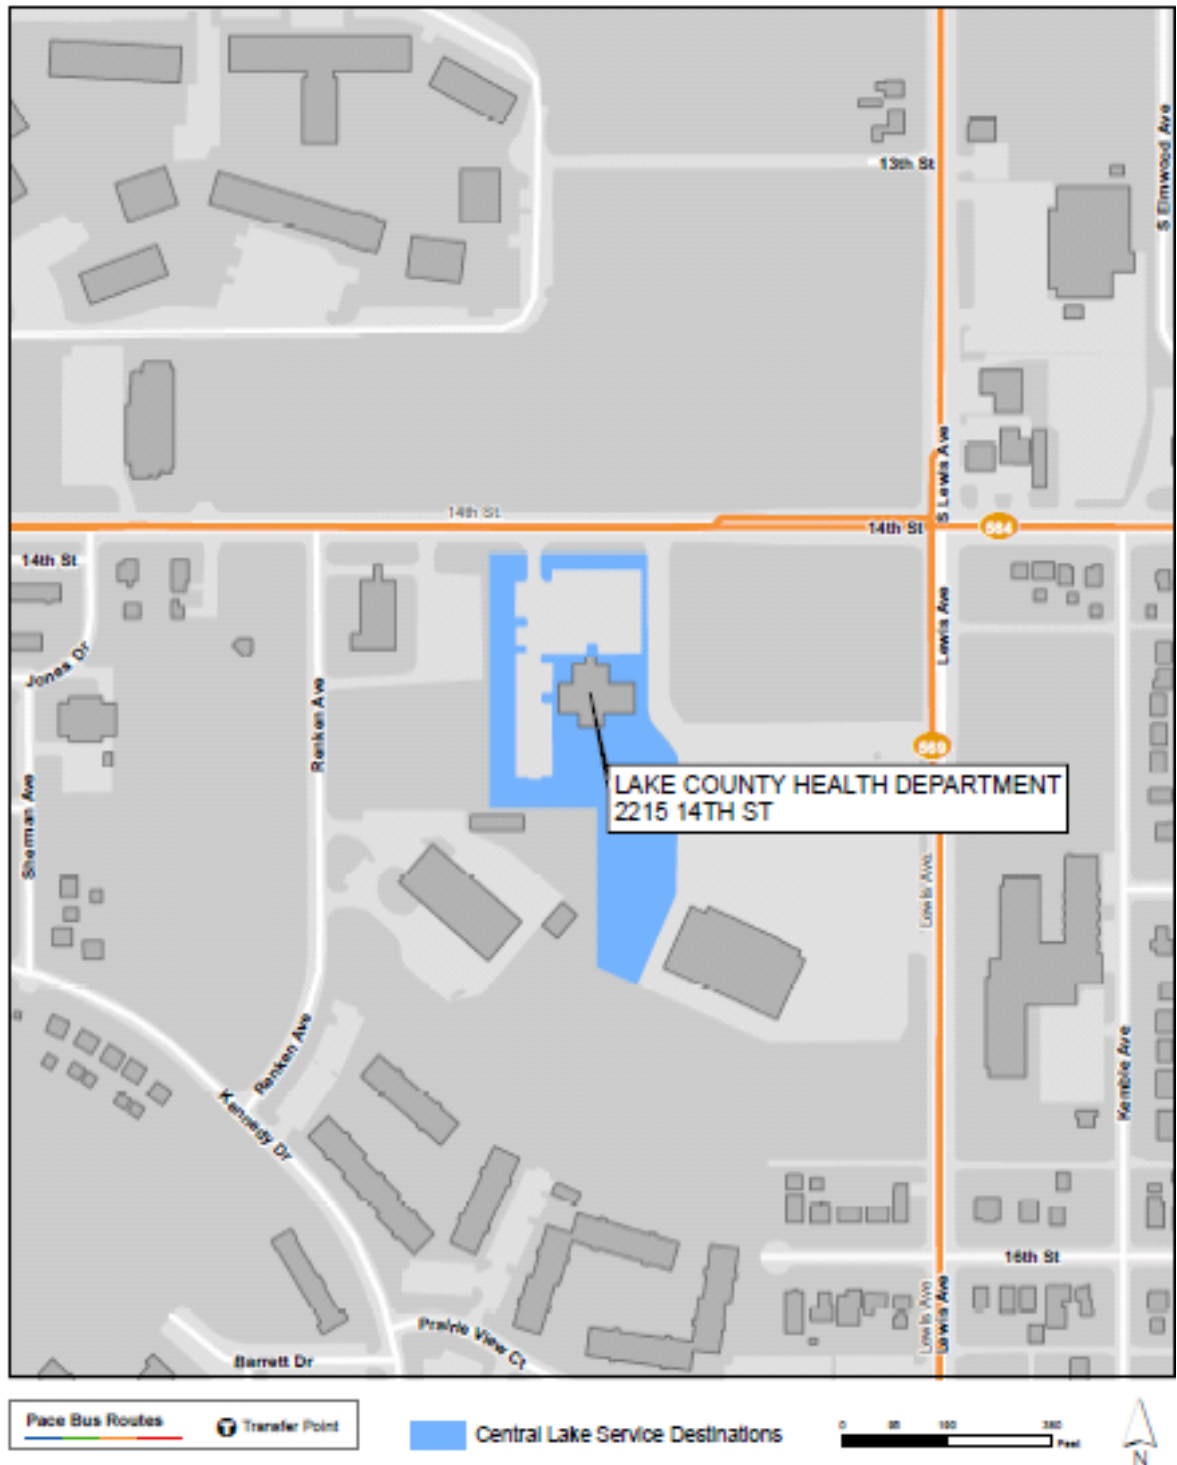 S Elmwood Ave
13th St
S Lewis Ave
14th St
14th St
564
14th St
Jones Dr
Renken Ave
Lewis Ave
569
LAKE COUNTY HEALTH DEPARTMENT
2215 14TH ST
Sherman Ave
Lewis Ave
Renken Ave
Kennedy Dr
Kemble Ave
16th St
Lewis Ave
Lewis Ave
Prairie View Ct
Barrett Dr
Pace Bus Routes
T Transfer Point
Central Lake Service Destinations
0
Feet
N